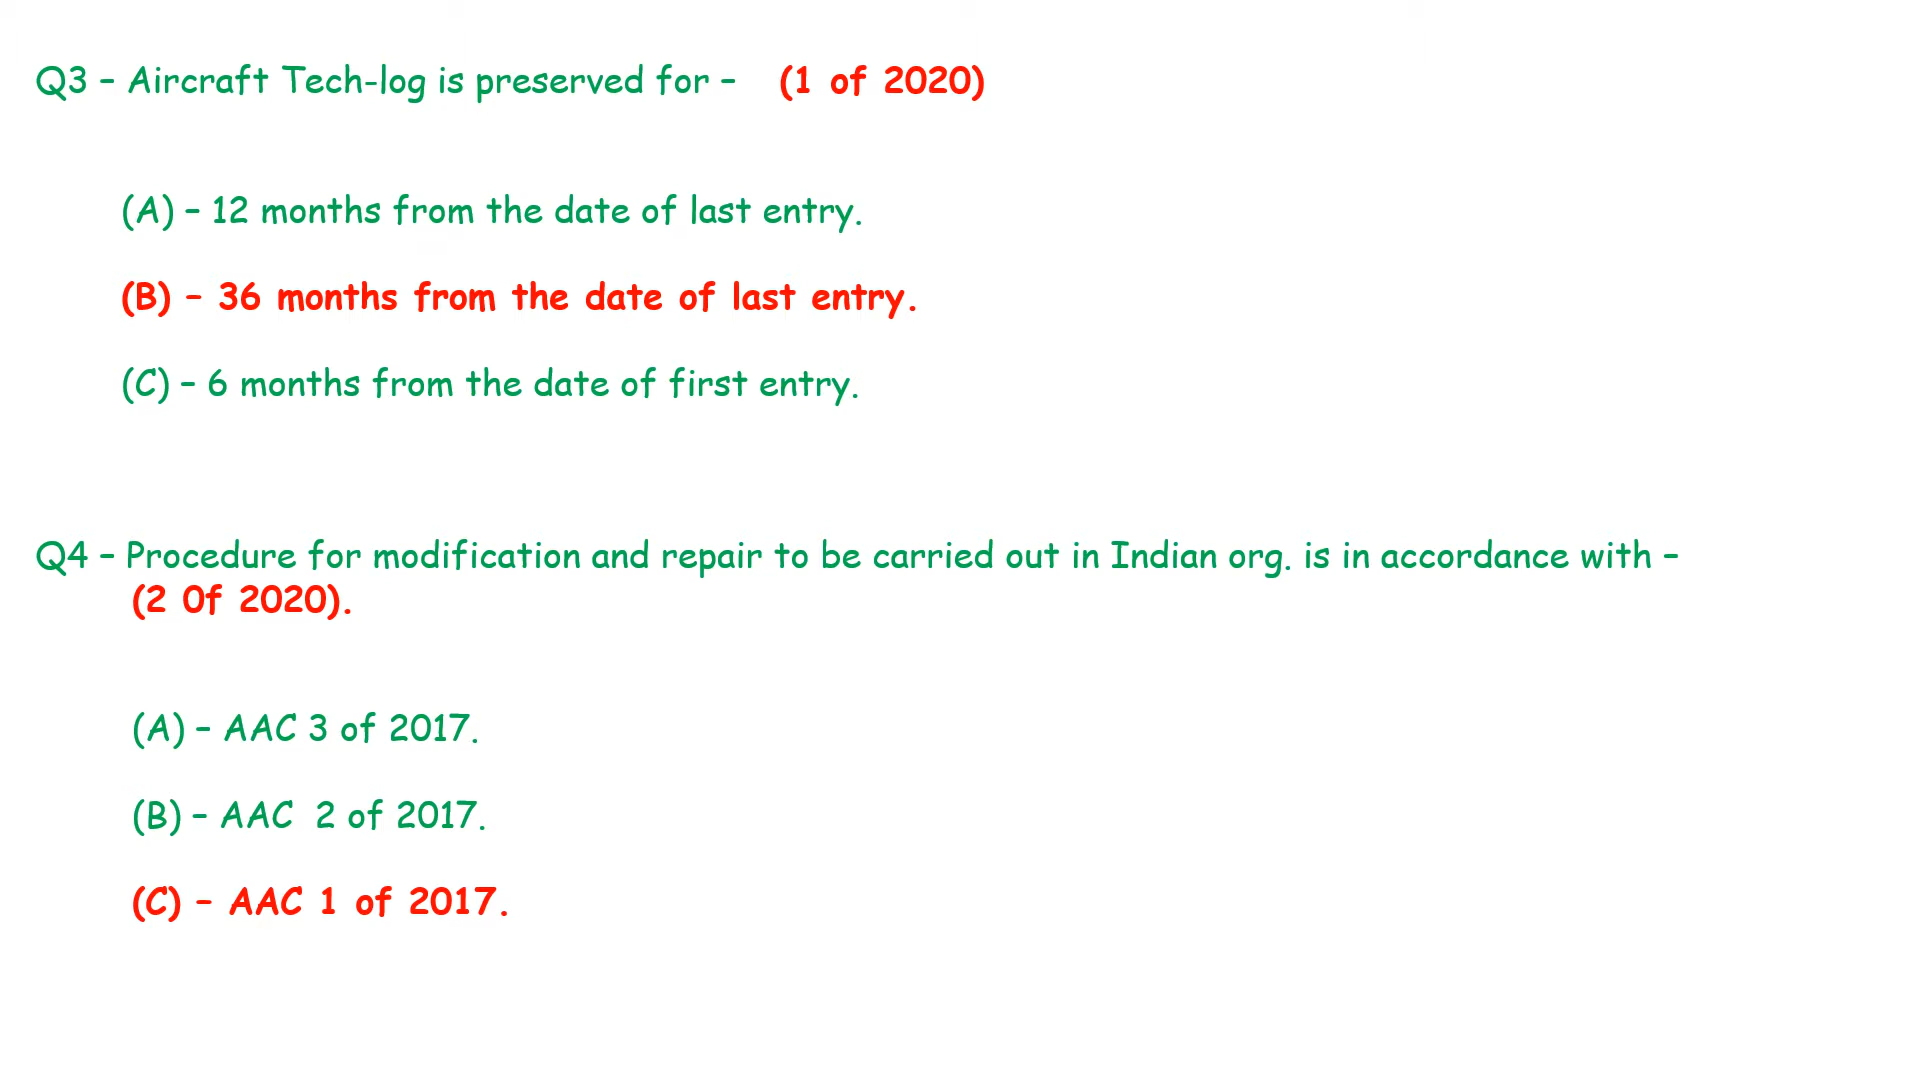 Q3 – Aircraft Tech-log is preserved for – (1 of 2020)
(A) – 12 months from the date of last entry.
(B) – 36 months from the date of last entry.
(C) – 6 months from the date of first entry.
Q4 – Procedure for modification and repair to be carried out in Indian org. is in accordance with –
(2 0f 2020).
(A) – AAC 3 of 2017.
(B) – AAC 2 of 2017.
(C) – AAC 1 of 2017.